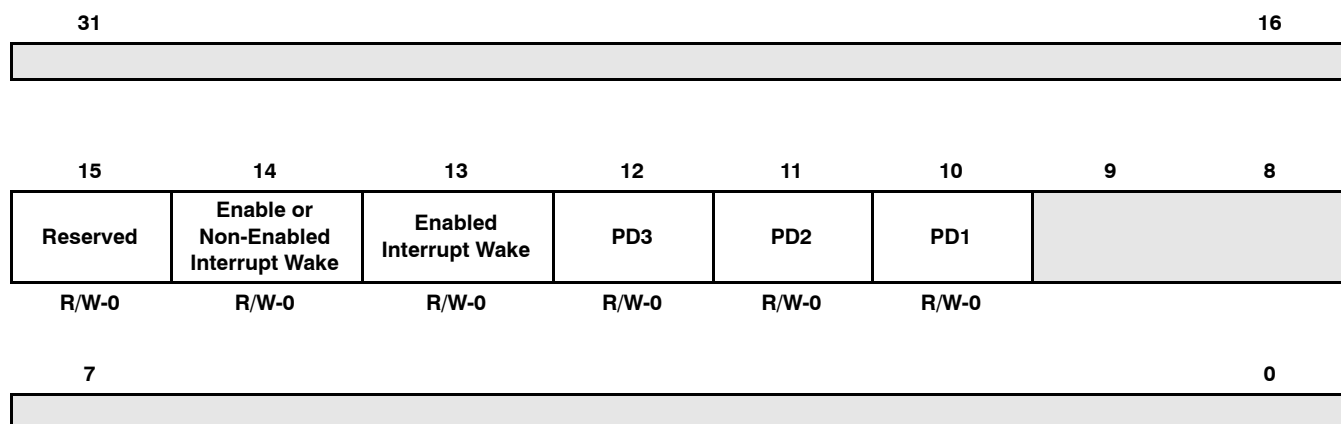 31 16
15 14 13 12 11 10 9 8
Reserved
Enable or
Non-Enabled
Interrupt Wake
Enabled
Interrupt Wake
PD3
PD2
PD1
R/W-0 R/W-0 R/W-0 R/W-0 R/W-0 R/W-0
7 0